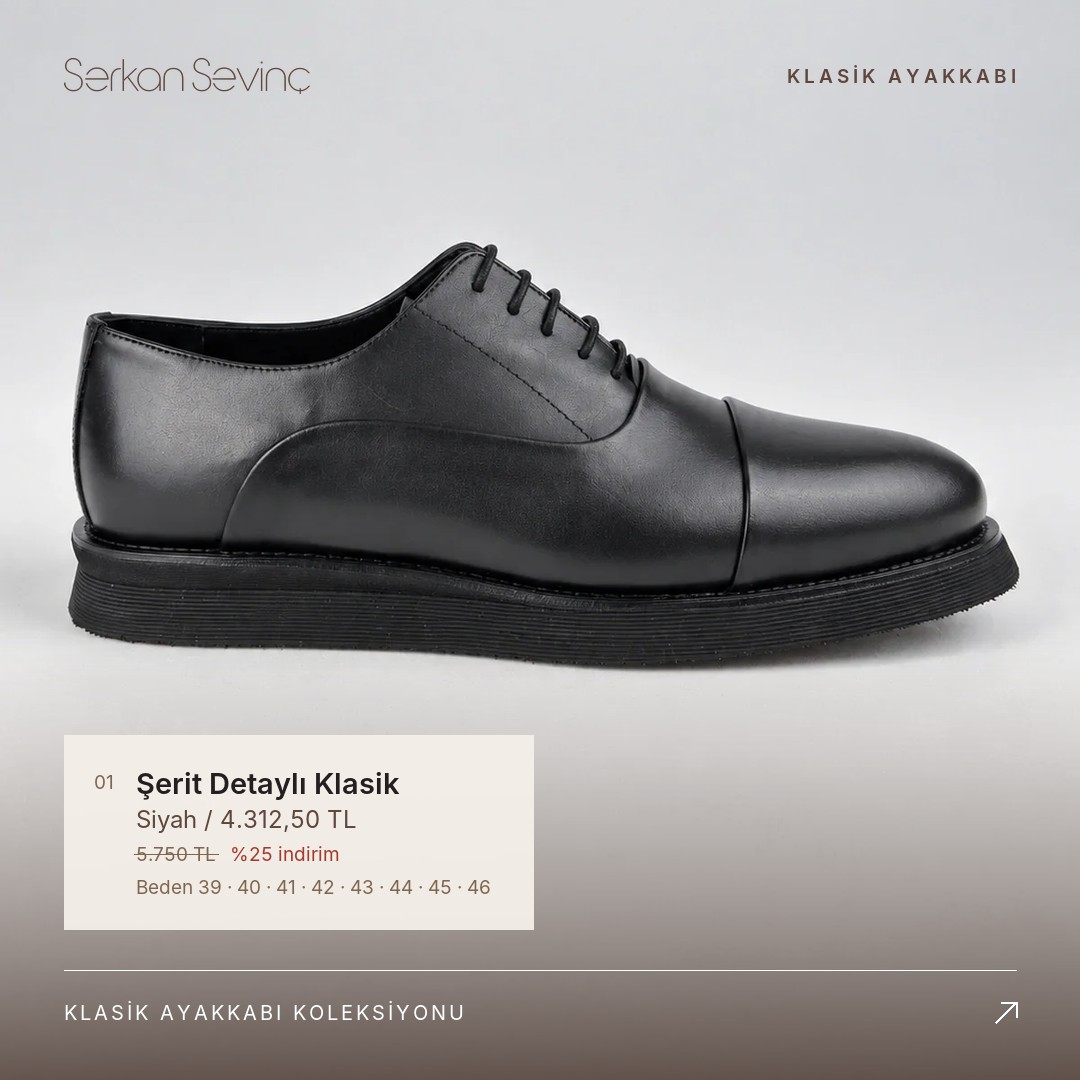 Serkan Sevinç
KLASİK AYAKKABI
01 Şerit Detaylı Klasik
Siyah / 4.312,50 TL
5.750 TL %25 indirim
Beden 39 · 40 · 41 · 42 · 43 · 44 · 45 · 46
KLASİK AYAKKABI KOLEKSİYONU